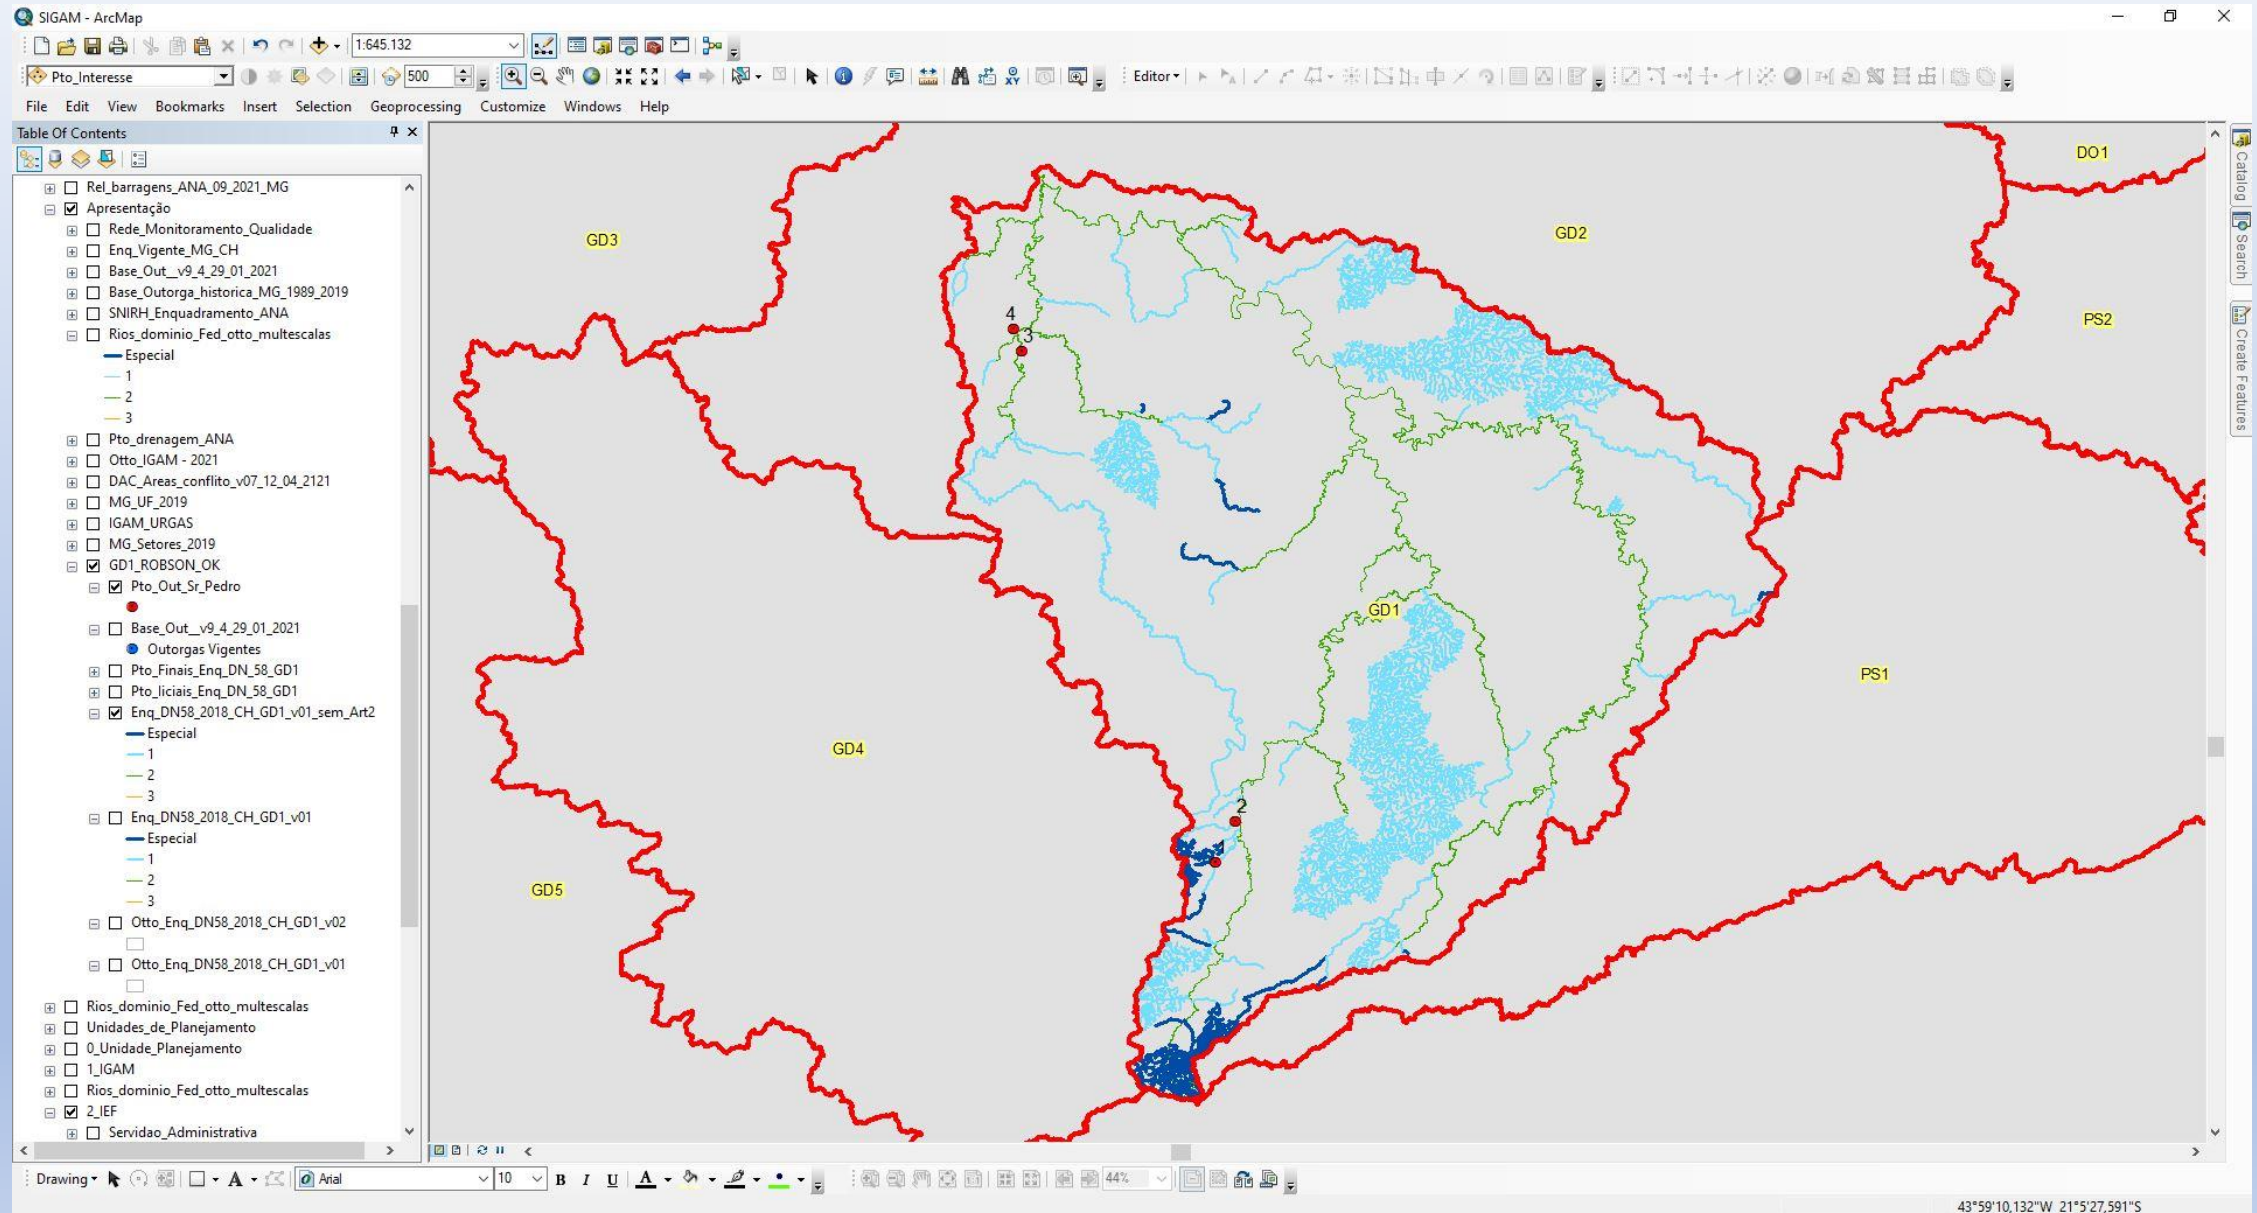 SIGAM - ArcMap
1:645.132
Pto_Interesse
500
Editor
File Edit View Bookmarks Insert Selection Geoprocessing Customize Windows Help
Table Of Contents
Rel_barragens_ANA_09_2021_MG
Apresentação
Rede_Monitoramento_Qualidade
Enq_Vigente_MG_CH
Base_Out__v9_4_29_01_2021
Base_Outorga_historica_MG_1989_2019
SNIRH_Enquadramento_ANA
Rios_dominio_Fed_otto_multescalas
Especial
1
2
3
Pto_drenagem_ANA
Otto_IGAM - 2021
DAC_Areas_conflito_v07_12_04_2121
MG_UF_2019
IGAM_URGAS
MG_Setores_2019
GD1_ROBSON_OK
Pto_Out_Sr_Pedro
Base_Out__v9_4_29_01_2021
Outorgas Vigentes
Pto_Finais_Enq_DN_58_GD1
Pto_Iiciais_Enq_DN_58_GD1
Enq_DN58_2018_CH_GD1_v01_sem_Art2
Especial
1
2
3
Enq_DN58_2018_CH_GD1_v01
Especial
1
2
3
Otto_Enq_DN58_2018_CH_GD1_v02
Otto_Enq_DN58_2018_CH_GD1_v01
Rios_dominio_Fed_otto_multescalas
Unidades_de_Planejamento
0_Unidade_Planejamento
1_IGAM
Rios_dominio_Fed_otto_multescalas
2_IEF
Servidao_Administrativa
DO1
GD3
GD2
PS2
4
3
GD1
PS1
GD4
2
1
GD5
Catalog
Search
Create Features
Drawing
A
Arial
10
B I U A
44%
43°59'10,132"W 21°5'27,591"S